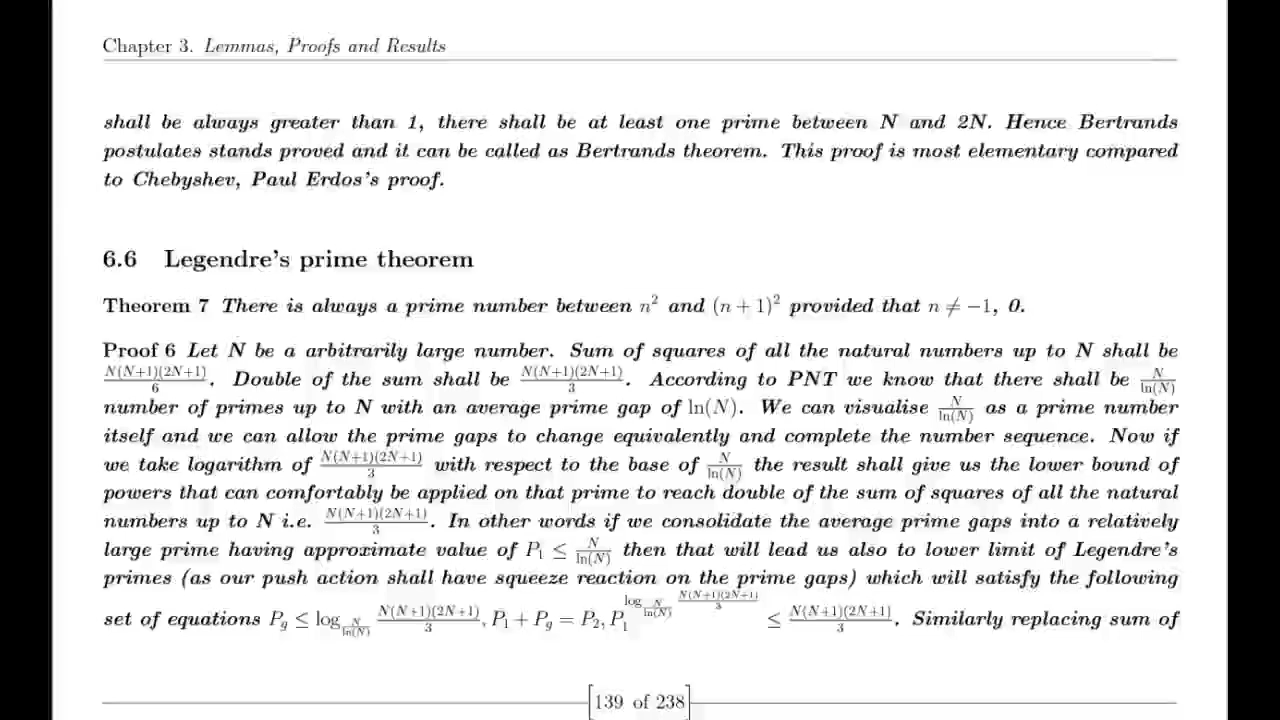 Chapter 3. Lemmas, Proofs and Results
shall be always greater than 1, there shall be at least one prime between N and 2N. Hence Bertrands
postulates stands proved and it can be called as Bertrands theorem. This proof is most elementary compared
to Chebyshev, Paul Erdos's proof.
6.6 Legendre's prime theorem
Theorem 7 There is always a prime number between n² and (n + 1)² provided that n ≠ −1, 0.
Proof 6 Let N be a arbitrarily large number. Sum of squares of all the natural numbers up to N shall be
N(N+1)(2N+1)/6. Double of the sum shall be N(N+1)(2N+1)/3. According to PNT we know that there shall be N/ln(N)
number of primes up to N with an average prime gap of ln(N). We can visualise N/ln(N) as a prime number
itself and we can allow the prime gaps to change equivalently and complete the number sequence. Now if
we take logarithm of N(N+1)(2N+1)/3 with respect to the base of N/ln(N) the result shall give us the lower bound of
powers that can comfortably be applied on that prime to reach double of the sum of squares of all the natural
numbers up to N i.e. N(N+1)(2N+1)/3. In other words if we consolidate the average prime gaps into a relatively
large prime having approximate value of P₁ ≤ N/ln(N) then that will lead us also to lower limit of Legendre's
primes (as our push action shall have squeeze reaction on the prime gaps) which will satisfy the following
set of equations P_g ≤ log_{N/ln(N)} N(N+1)(2N+1)/3, P₁ + P_g = P₂, P₁^{log_{N/ln(N)} N(N+1)(2N+1)/3} ≤ N(N+1)(2N+1)/3. Similarly replacing sum of
139 of 238